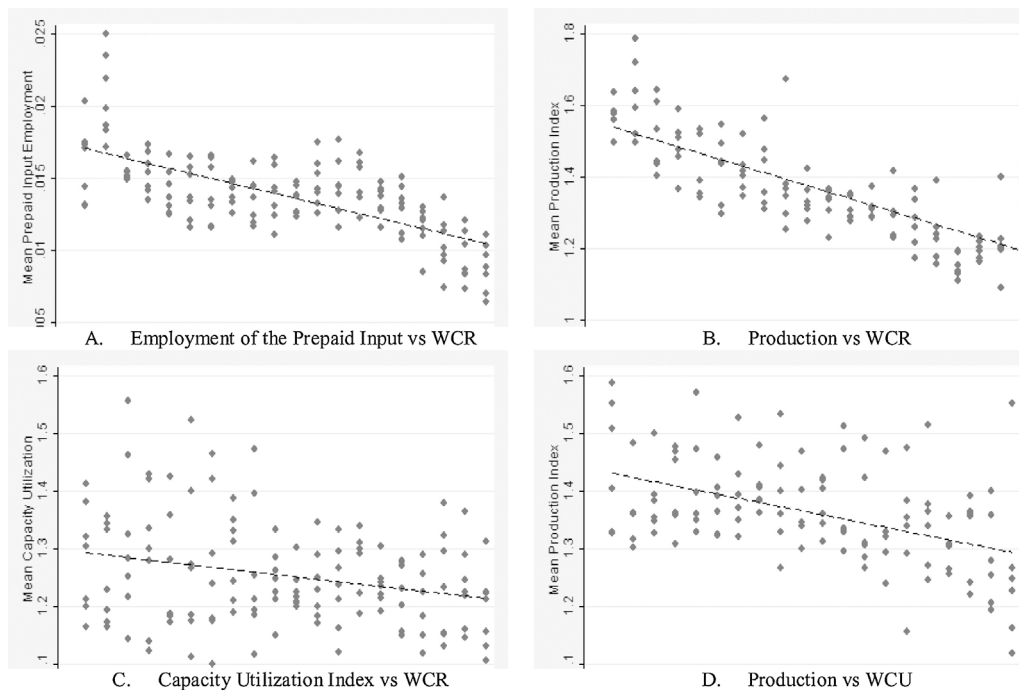 .025
.02
.015
.01
.005
Mean Prepaid Input Employment
A. Employment of the Prepaid Input vs WCR
1.8
1.6
1.4
1.2
1
Mean Production Index
B. Production vs WCR
1.6
1.5
1.4
1.3
1.2
.1
Mean Capacity Utilization
C. Capacity Utilization Index vs WCR
1.6
1.5
1.4
1.3
1.2
.1
Mean Production Index
D. Production vs WCU